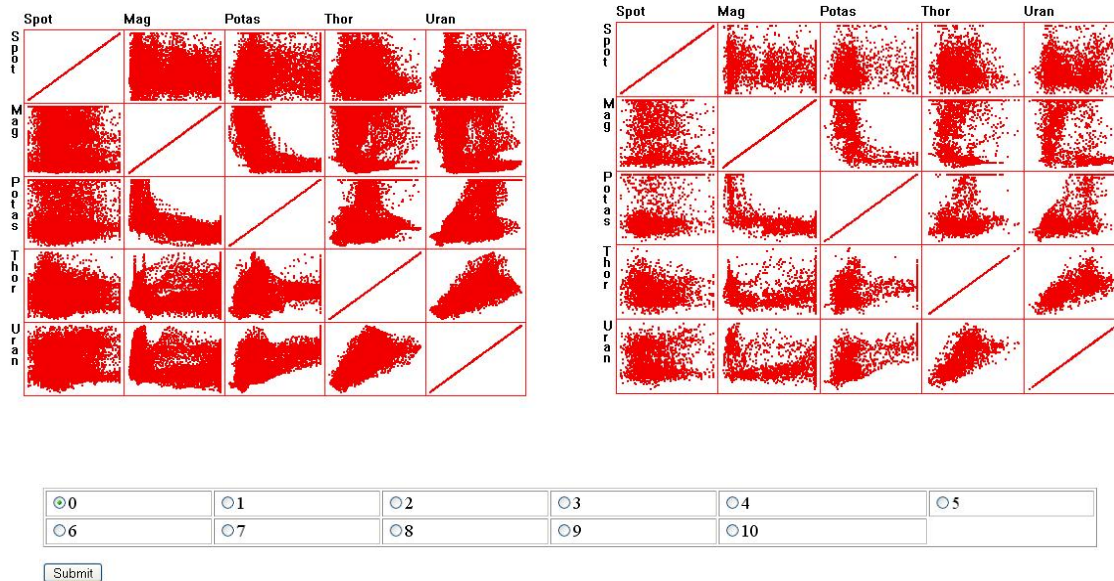 Spot Mag Potas Thor Uran
Spot
Mag
Potas
Thor
Uran
Spot Mag Potas Thor Uran
Spot
Mag
Potas
Thor
Uran
0 1 2 3 4 5
6 7 8 9 10
Submit